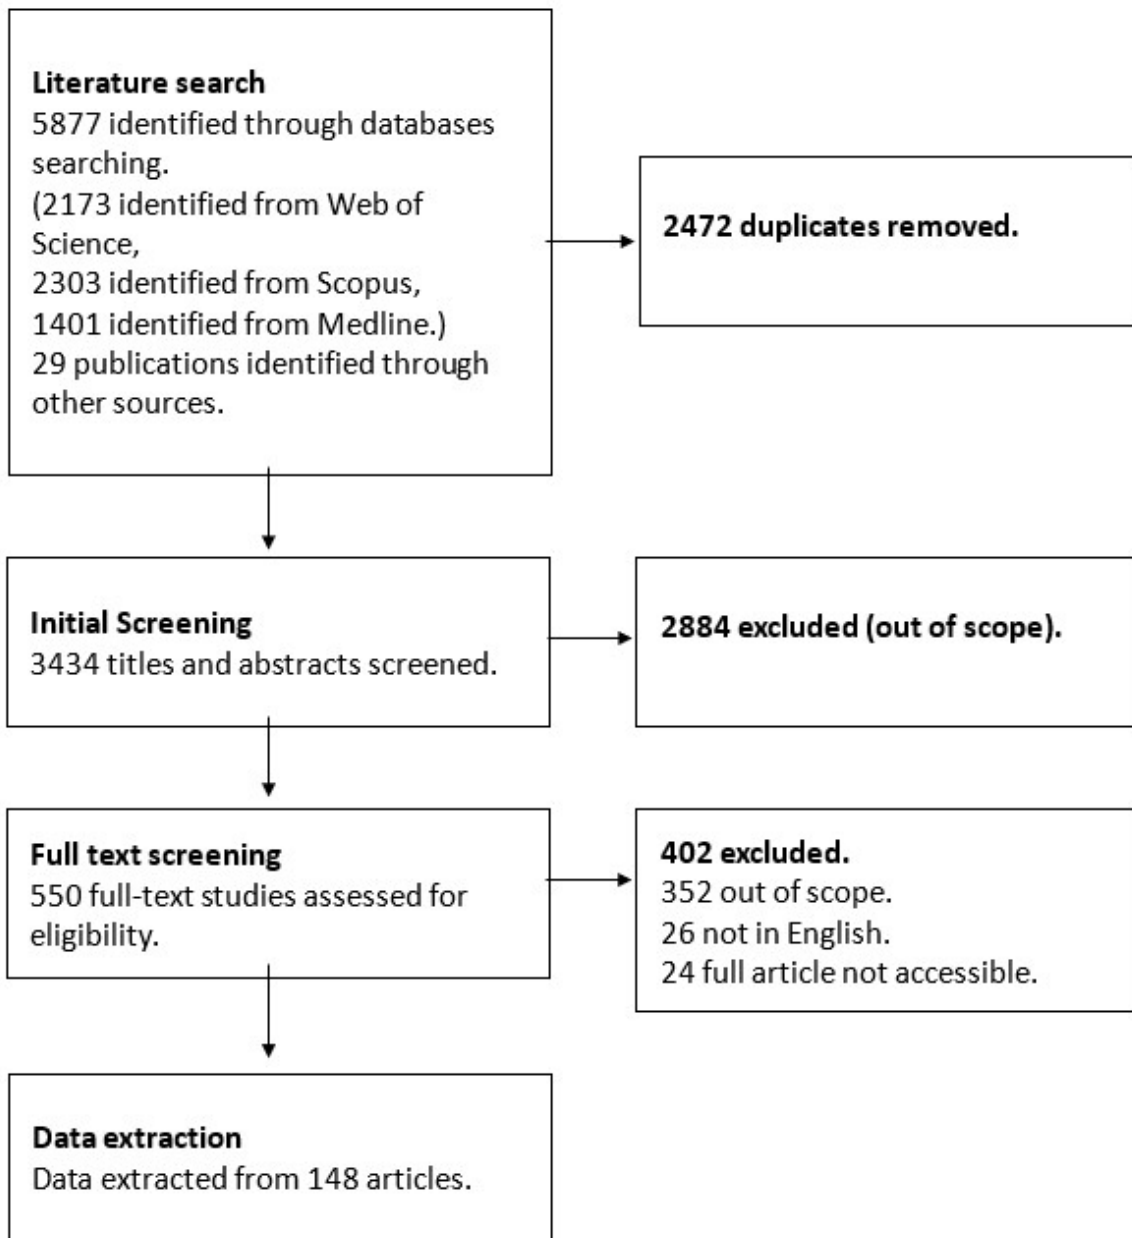 Literature search
5877 identified through databases
searching.
(2173 identified from Web of
Science,
2303 identified from Scopus,
1401 identified from Medline.)
29 publications identified through
other sources.
2472 duplicates removed.
Initial Screening
3434 titles and abstracts screened.
2884 excluded (out of scope).
Full text screening
550 full-text studies assessed for
eligibility.
402 excluded.
352 out of scope.
26 not in English.
24 full article not accessible.
Data extraction
Data extracted from 148 articles.